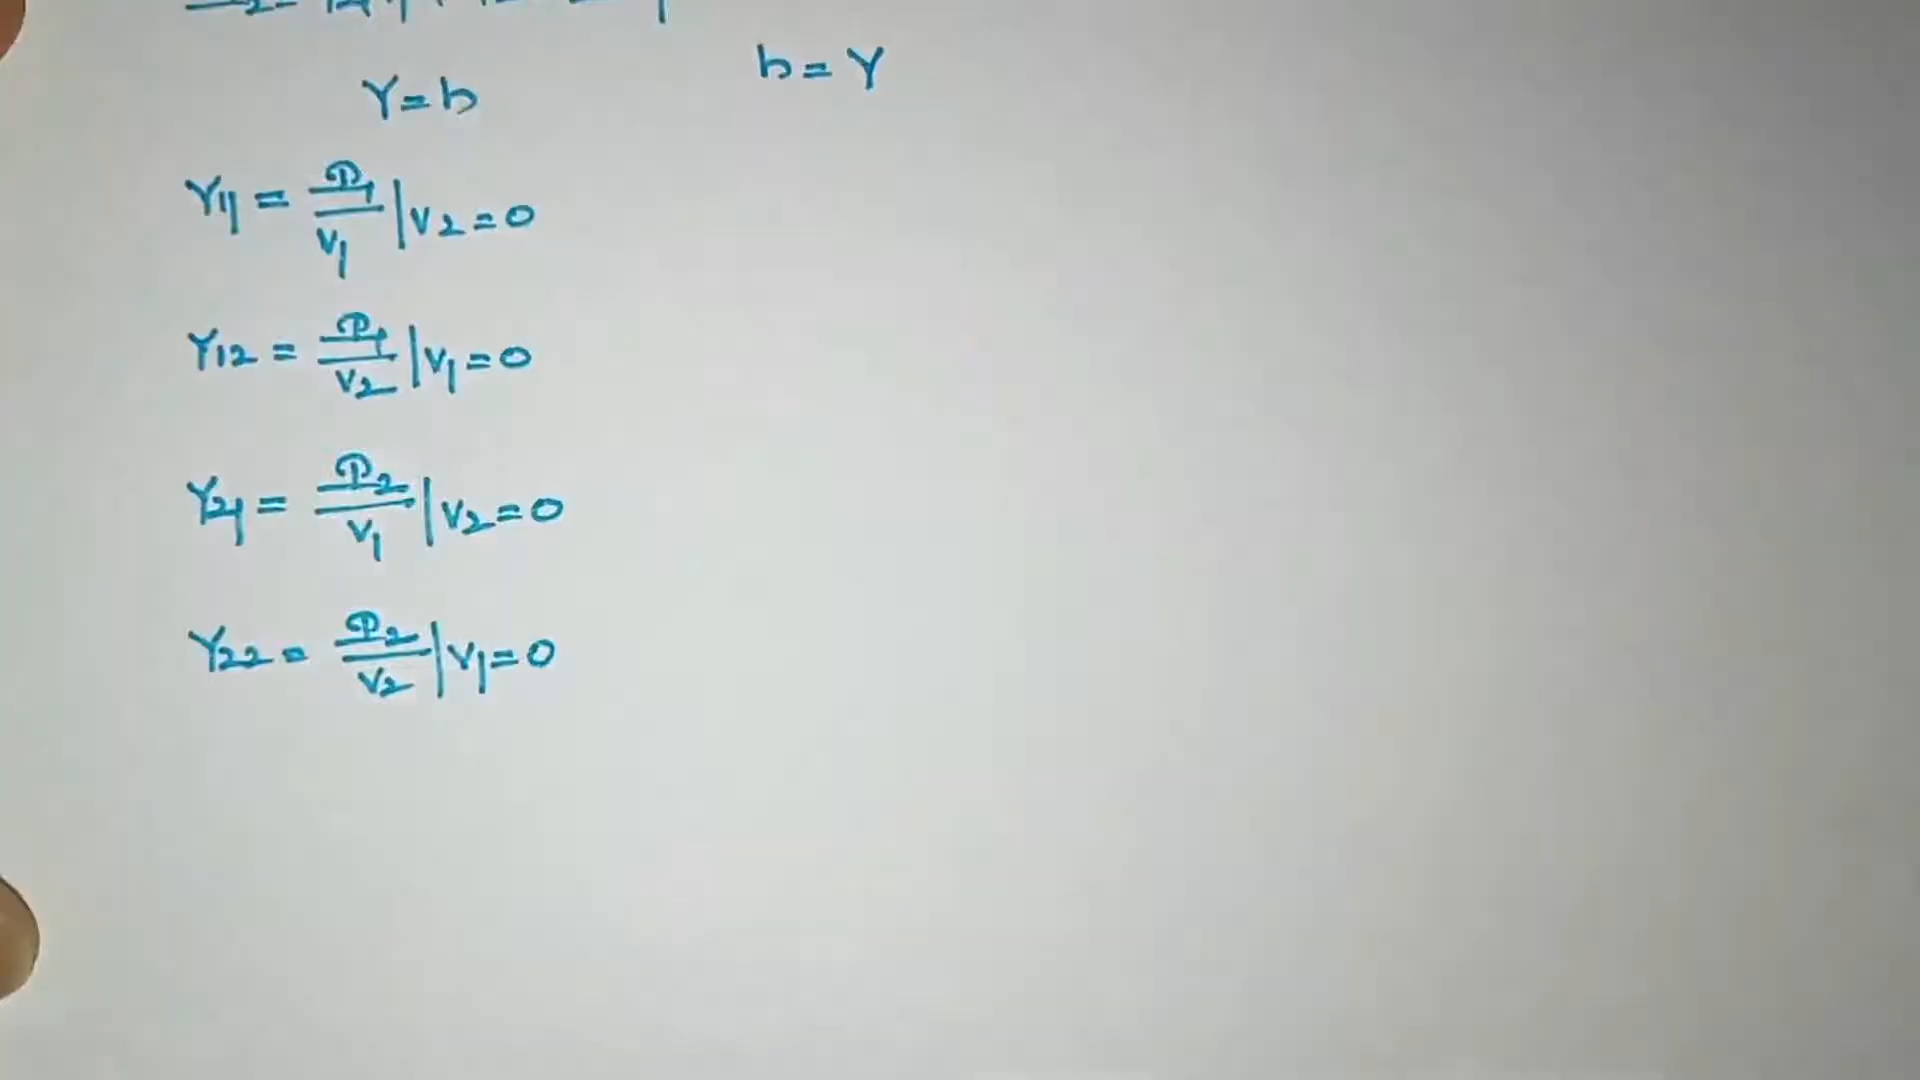 Y=h
h=Y
Y11 = I1/V1 |V2=0
Y12 = I1/V2 |V1=0
Y21 = I2/V1 |V2=0
Y22 = I2/V2 |V1=0